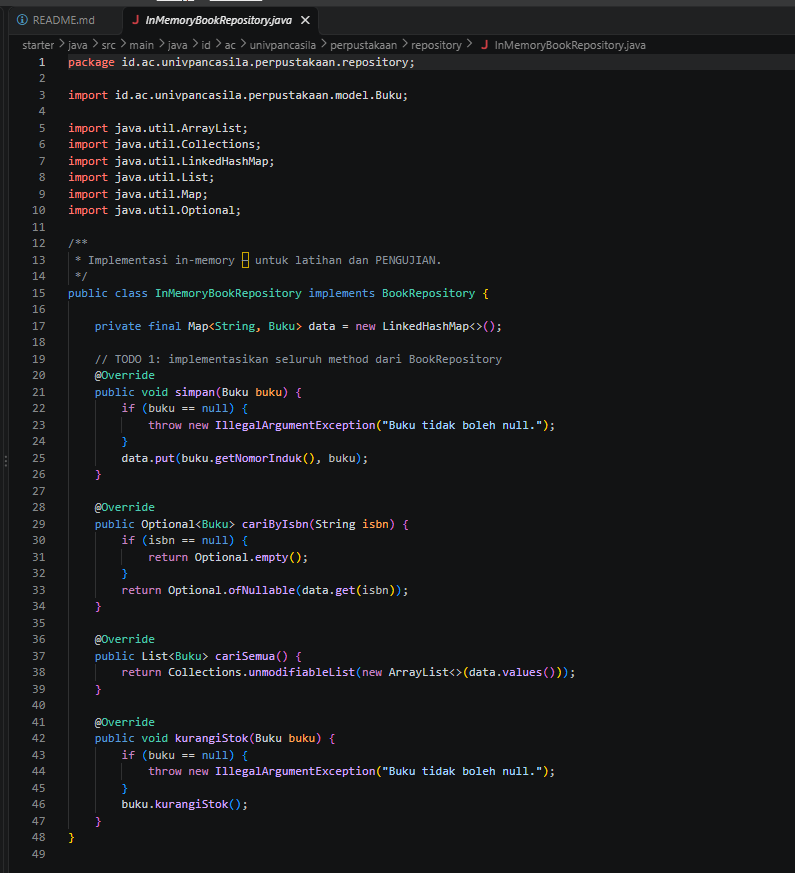 README.md
InMemoryBookRepository.java
starter > java > src > main > java > id > ac > univpancasila > perpustakaan > repository > InMemoryBookRepository.java
1 package id.ac.univpancasila.perpustakaan.repository;
2
3 import id.ac.univpancasila.perpustakaan.model.Buku;
4
5 import java.util.ArrayList;
6 import java.util.Collections;
7 import java.util.LinkedHashMap;
8 import java.util.List;
9 import java.util.Map;
10 import java.util.Optional;
11
12 /**
13  * Implementasi in-memory – untuk latihan dan PENGUJIAN.
14  */
15 public class InMemoryBookRepository implements BookRepository {
16
17     private final Map<String, Buku> data = new LinkedHashMap<>();
18
19     // TODO 1: implementasikan seluruh method dari BookRepository
20     @Override
21     public void simpan(Buku buku) {
22         if (buku == null) {
23             throw new IllegalArgumentException("Buku tidak boleh null.");
24         }
25         data.put(buku.getNomorInduk(), buku);
26     }
27
28     @Override
29     public Optional<Buku> cariByIsbn(String isbn) {
30         if (isbn == null) {
31             return Optional.empty();
32         }
33         return Optional.ofNullable(data.get(isbn));
34     }
35
36     @Override
37     public List<Buku> cariSemua() {
38         return Collections.unmodifiableList(new ArrayList<>(data.values()));
39     }
40
41     @Override
42     public void kurangiStok(Buku buku) {
43         if (buku == null) {
44             throw new IllegalArgumentException("Buku tidak boleh null.");
45         }
46         buku.kurangiStok();
47     }
48 }
49